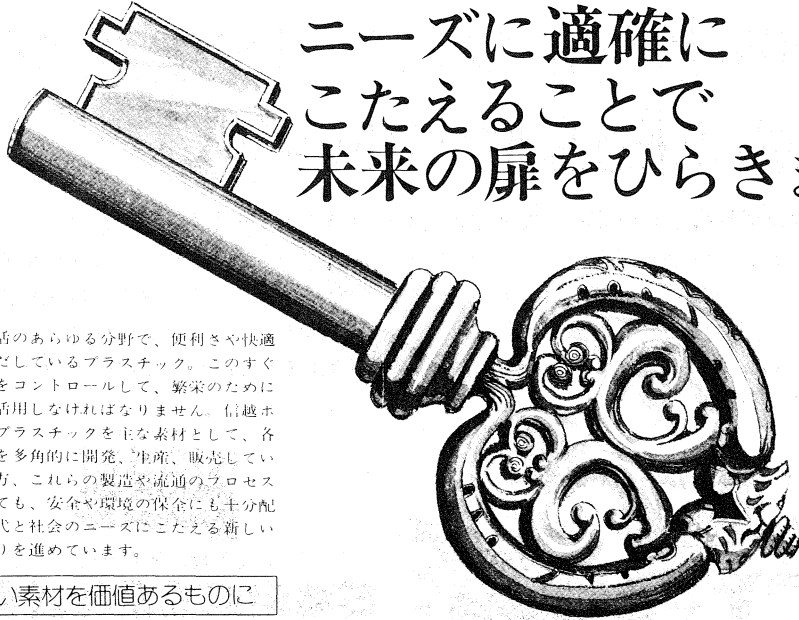 ニーズに適確に
こたえることで
未来の扉をひらきま
活のあらゆる分野で、便利さや快適
だしているプラスチック。このすぐ
をコントロールして、繁栄のために
活用しなければなりません。信越ホ
プラスチックを主な素材として、各
を多角的に開発、生産、販売してい
方、これらの製造や流通のプロセス
ても、安全や環境の保全にも十分配
代と社会のニーズにこたえる新しい
りを進めています。
い素材を価値あるものに